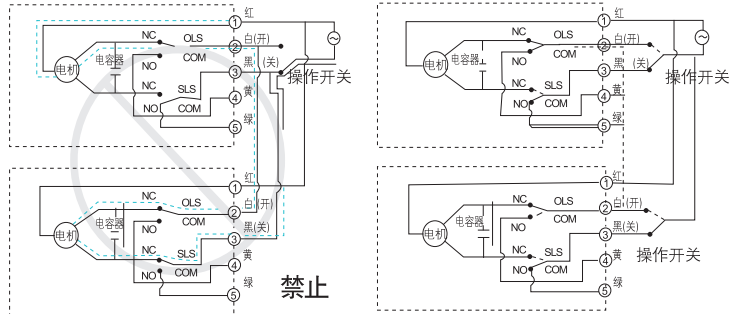 ① 红
NC OLS ② 白(开)
电机 电容器 COM
NO ③ 黑 (关)
操作开关
NC SLS ④ 黄
NO COM
⑤ 绿
① 红
NC OLS ② 白(开)
电机 电容器 COM
NO ③ 黑(关)
NC SLS 黄
NO COM ④
绿
⑤
禁止
① 红
NC OLS ② 白(开)
电机 电容器 COM
NO ③ 黑 (关)
操作开关
NC SLS ④ 黄
NO COM
⑤ 绿
① 红
NC OLS ② 白(开)
电机 电容器 COM
NO ③ 黑(关)
操作开关
NC SLS 黄
NO COM ④
绿
⑤